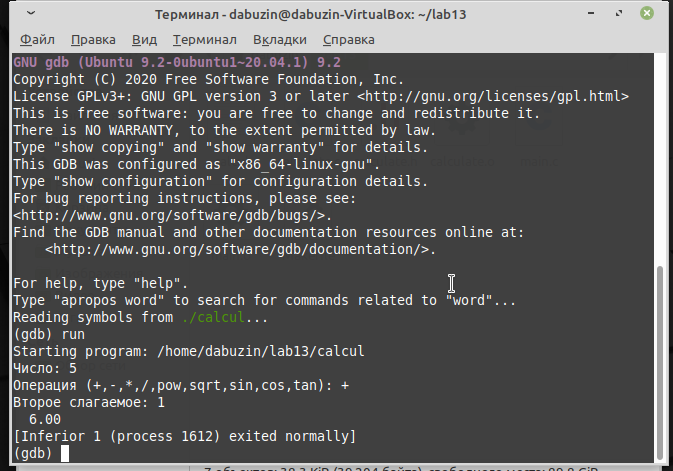 Терминал - dabuzin@dabuzin-VirtualBox: ~/lab13
Файл Правка Вид Терминал Вкладки Справка
GNU gdb (Ubuntu 9.2-0ubuntu1~20.04.1) 9.2
Copyright (C) 2020 Free Software Foundation, Inc.
License GPLv3+: GNU GPL version 3 or later <http://gnu.org/licenses/gpl.html>
This is free software: you are free to change and redistribute it.
There is NO WARRANTY, to the extent permitted by law.
Type "show copying" and "show warranty" for details.
This GDB was configured as "x86_64-linux-gnu".
Type "show configuration" for configuration details.
For bug reporting instructions, please see:
<http://www.gnu.org/software/gdb/bugs/>.
Find the GDB manual and other documentation resources online at:
    <http://www.gnu.org/software/gdb/documentation/>.
For help, type "help".
Type "apropos word" to search for commands related to "word"...
Reading symbols from ./calcul...
(gdb) run
Starting program: /home/dabuzin/lab13/calcul
Число: 5
Операция (+,-,*,/,pow,sqrt,sin,cos,tan): +
Второе слагаемое: 1
  6.00
[Inferior 1 (process 1612) exited normally]
(gdb)